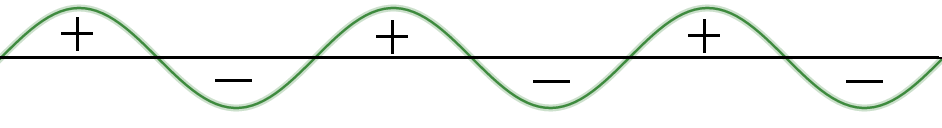 + + +
− − −